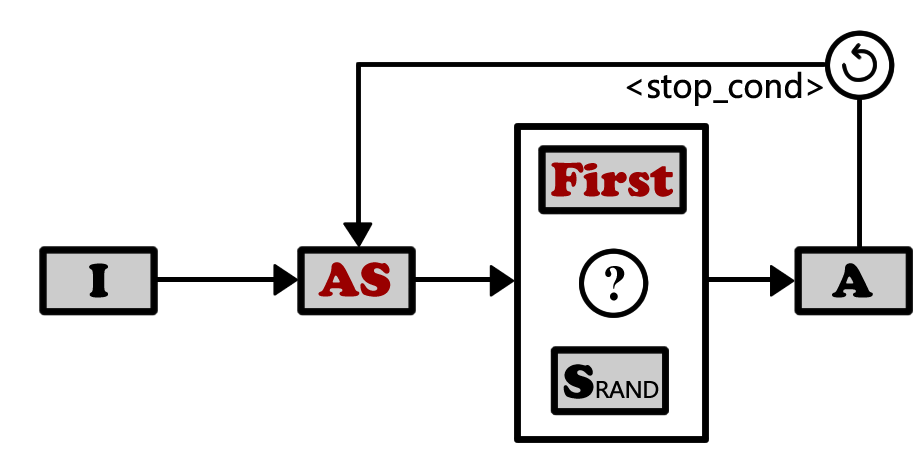 <stop_cond>
First
I
AS
?
A
SRAND